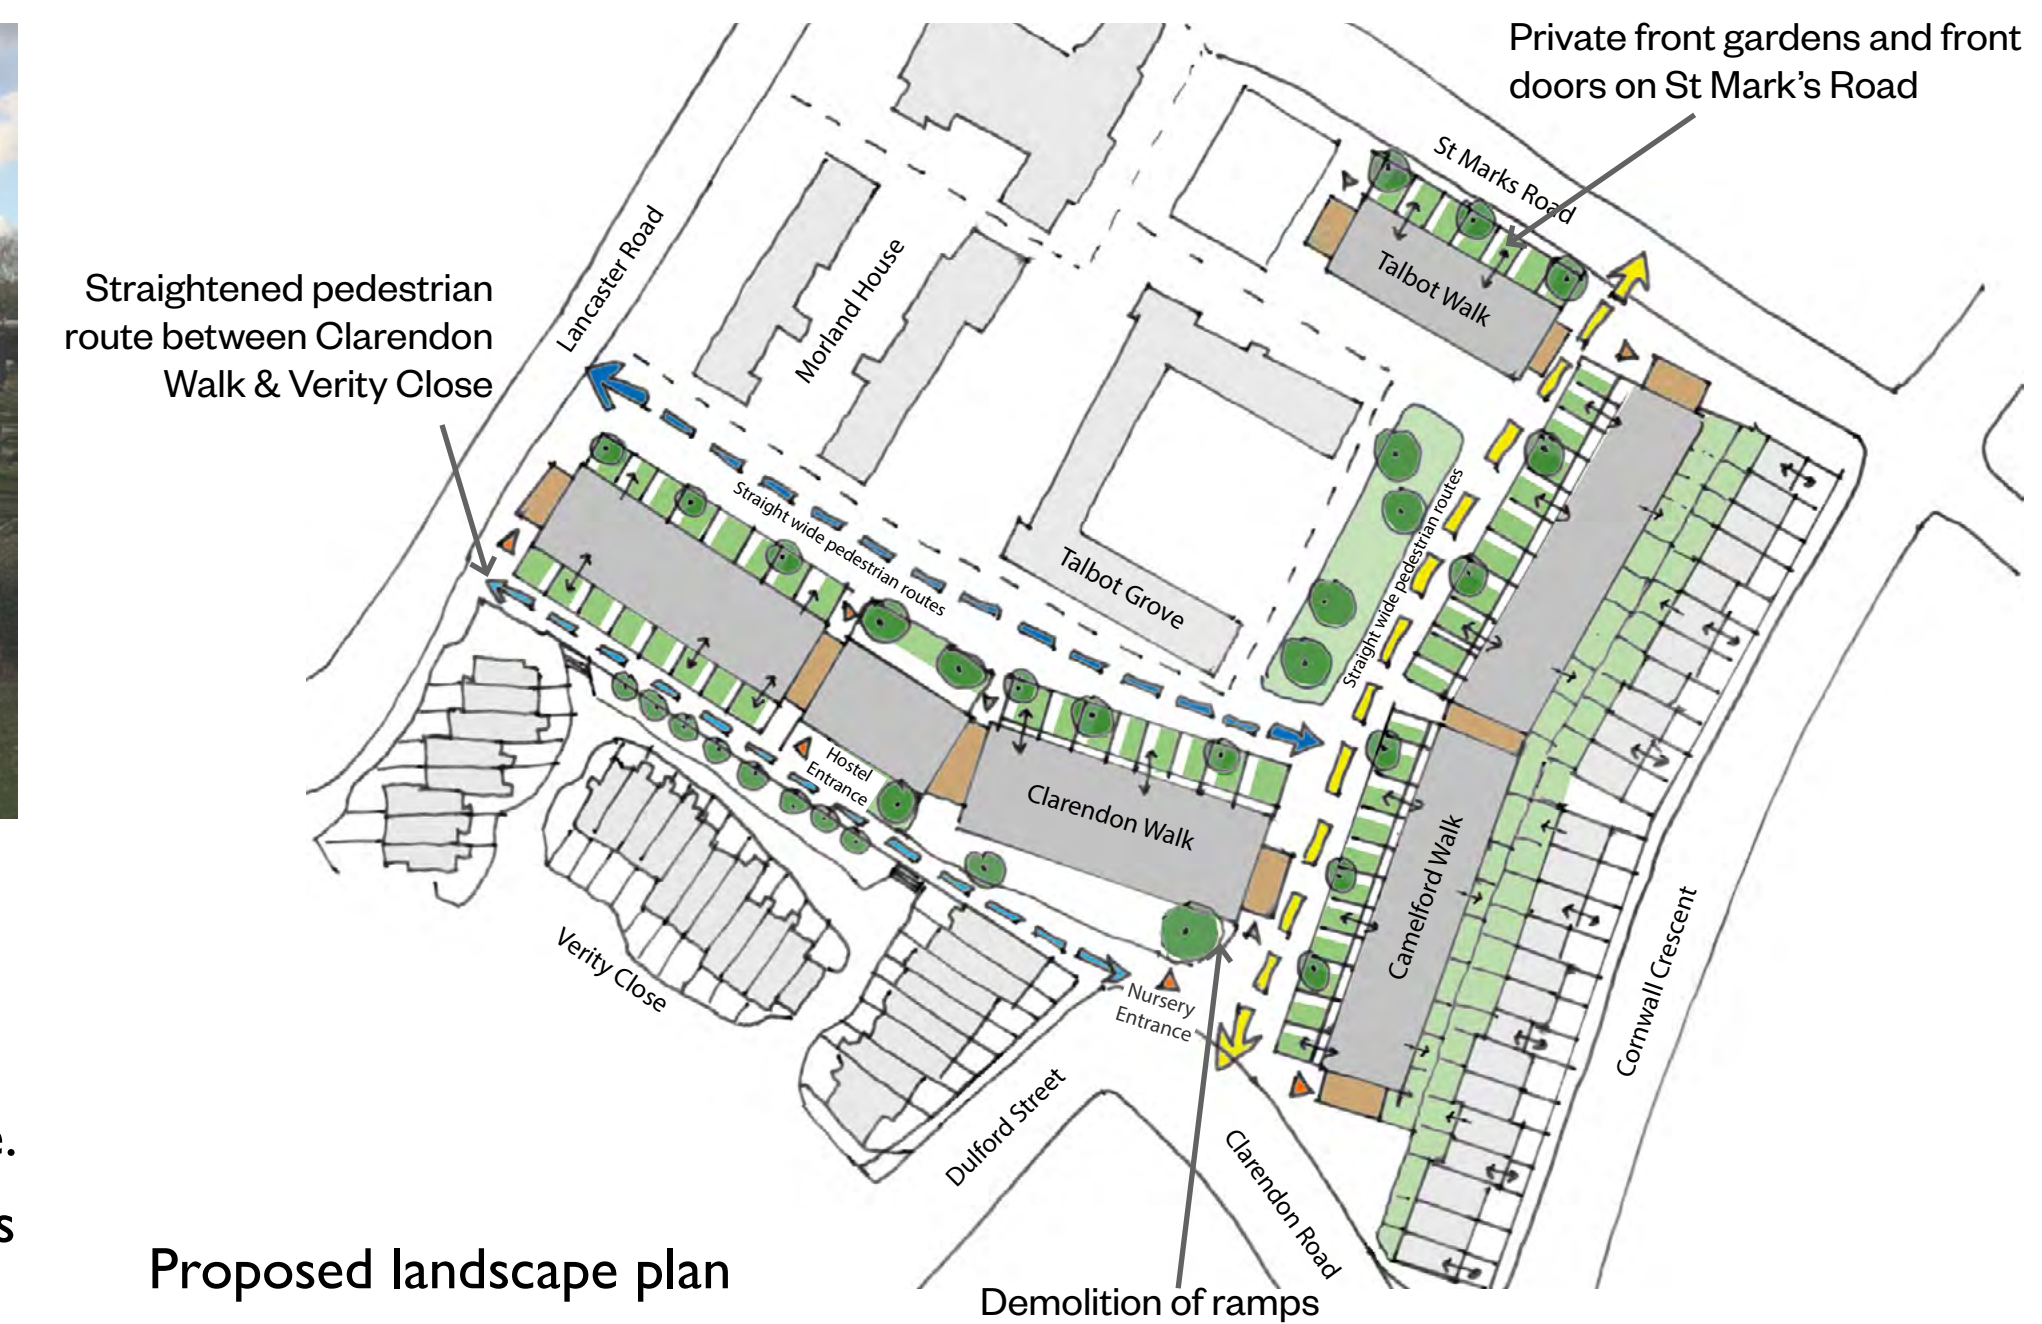 Private front gardens and front
doors on St Mark's Road
St Marks Road
Straightened pedestrian
route between Clarendon
Walk & Verity Close
Lancaster Road
Morland House
Talbot Walk
Straight wide pedestrian routes
Straight wide pedestrian routes
Talbot Grove
Hostel
Entrance
Clarendon Walk
Camelford Walk
Verity Close
Nursery
Entrance
Cornwall Crescent
Dulford Street
Clarendon Road
e.
s
Proposed landscape plan
Demolition of ramps